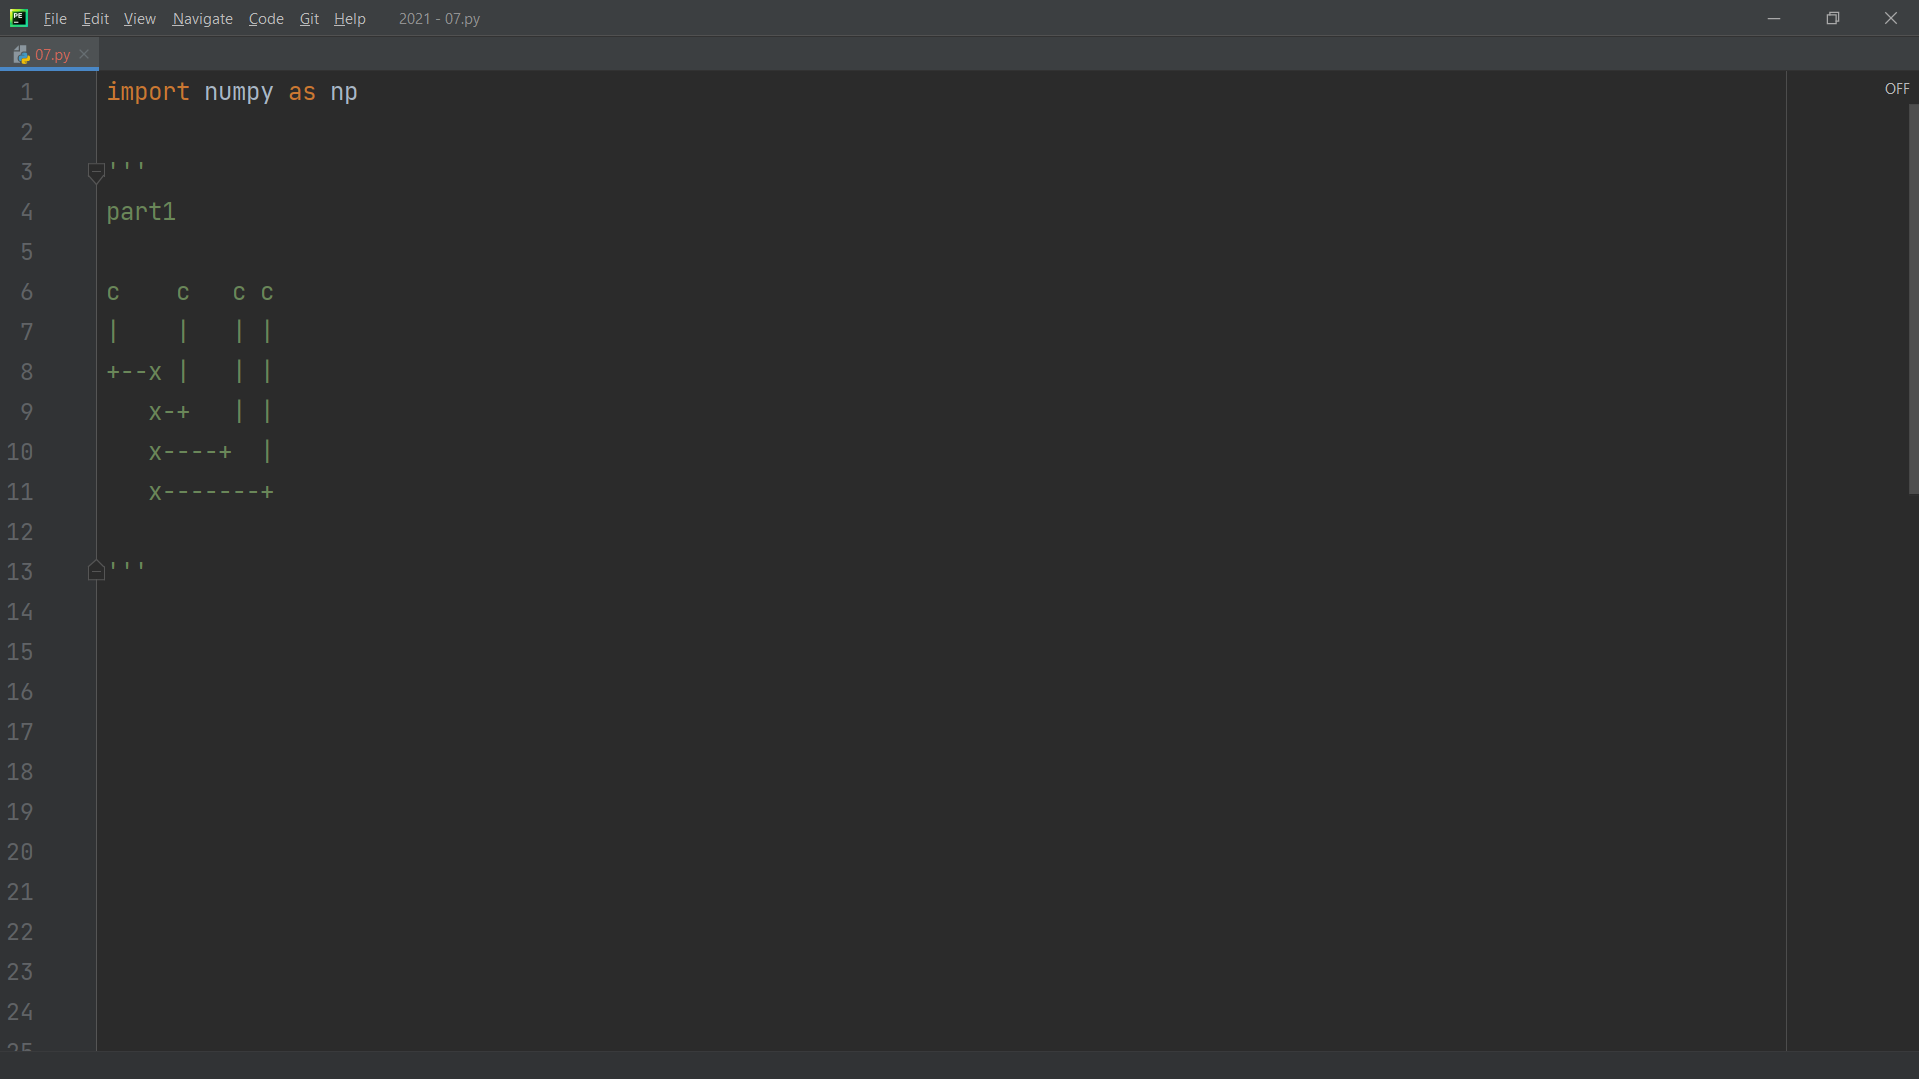 PE File Edit View Navigate Code Git Help 2021 - 07.py
07.py
OFF
1 import numpy as np
2
3 '''
4 part1
5
6 c    c   c c
7 |    |   | |
8 +--x |   | |
9    x-+   | |
10    x----+  |
11    x-------+
12
13 '''
14
15
16
17
18
19
20
21
22
23
24
25